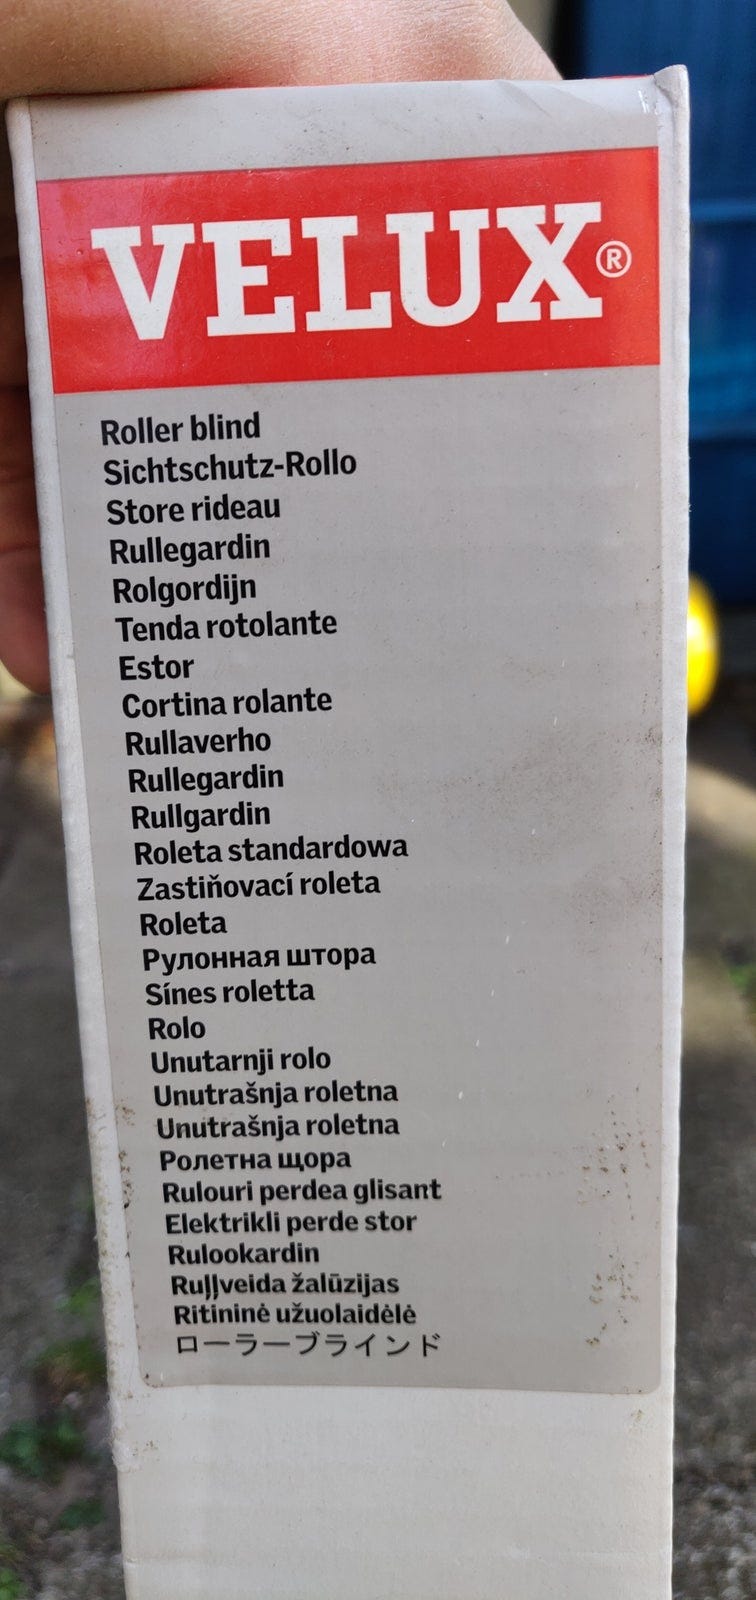 VELUX®
Roller blind
Sichtschutz-Rollo
Store rideau
Rullegardin
Rolgordijn
Tenda rotolante
Estor
Cortina rolante
Rullaverho
Rullegardin
Rullgardin
Roleta standardowa
Zastiňovací roleta
Roleta
Рулонная штора
Sínes roletta
Rolo
Unutarnji rolo
Unutrašnja roletna
Unutrašnja roletna
Ролетна щора
Rulouri perdea glisant
Elektrikli perde stor
Rulookardin
Ruļļveida žalūzijas
Ritininė užuolaidėlė
ローラーブラインド